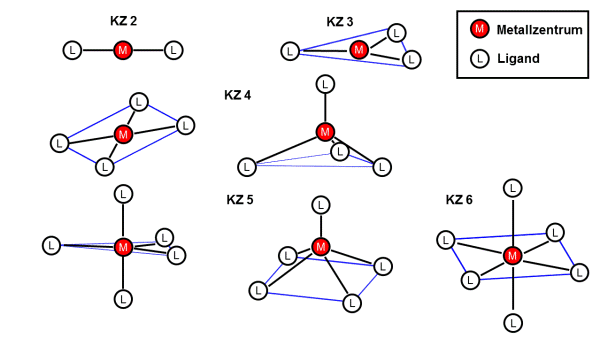 KZ 2
L M L
KZ 3
L M L L
M Metallzentrum
L Ligand
KZ 4
L L M L L
L M L L L
KZ 5
L L M L L L
L L M L L L
KZ 6
L L L M L L L